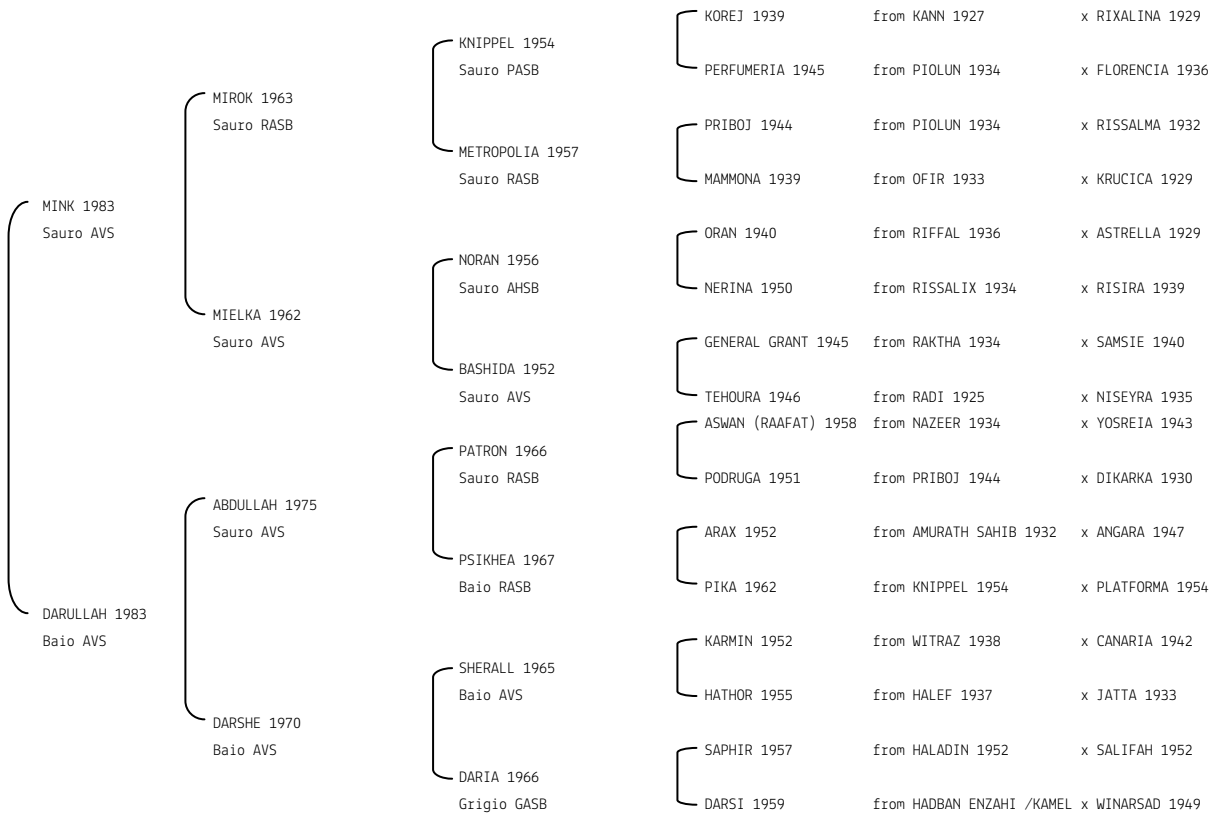 KOREJ 1939 from KANN 1927 x RIXALINA 1929
KNIPPEL 1954
Sauro PASB
PERFUMERIA 1945 from PIOLUN 1934 x FLORENCIA 1936
MIROK 1963
Sauro RASB
PRIBOJ 1944 from PIOLUN 1934 x RISSALMA 1932
METROPOLIA 1957
Sauro RASB
MAMMONA 1939 from OFIR 1933 x KRUCICA 1929
MINK 1983
Sauro AVS
ORAN 1940 from RIFFAL 1936 x ASTRELLA 1929
NORAN 1956
Sauro AHSB
NERINA 1950 from RISSALIX 1934 x RISIRA 1939
MIELKA 1962
Sauro AVS
GENERAL GRANT 1945 from RAKTHA 1934 x SAMSIE 1940
BASHIDA 1952
Sauro AVS
TEHOURA 1946 from RADI 1925 x NISEYRA 1935
ASWAN (RAAFAT) 1958 from NAZEER 1934 x YOSREIA 1943
PATRON 1966
Sauro RASB
PODRUGA 1951 from PRIBOJ 1944 x DIKARKA 1930
ABDULLAH 1975
Sauro AVS
ARAX 1952 from AMURATH SAHIB 1932 x ANGARA 1947
PSIKHEA 1967
Baio RASB
PIKA 1962 from KNIPPEL 1954 x PLATFORMA 1954
DARULLAH 1983
Baio AVS
KARMIN 1952 from WITRAZ 1938 x CANARIA 1942
SHERALL 1965
Baio AVS
HATHOR 1955 from HALEF 1937 x JATTA 1933
DARSHE 1970
Baio AVS
SAPHIR 1957 from HALADIN 1952 x SALIFAH 1952
DARIA 1966
Grigio GASB
DARSI 1959 from HADBAN ENZAHI /KAMEL x WINARSAD 1949